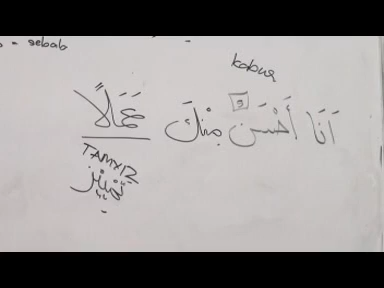 = sebab
اَنَا اَحْسَن مِنْكَ عَمَلًا
TAMYIZ
تمييز